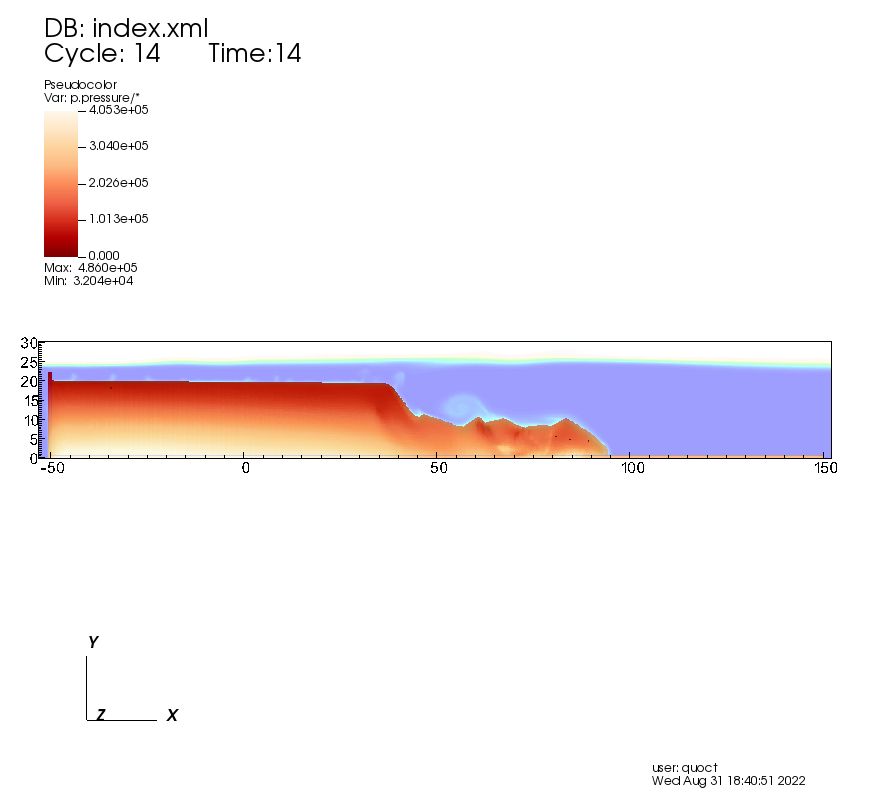 DB: index.xml
Cycle: 14 Time:14
Pseudocolor
Var: p.pressure/*
4.053e+05
3.040e+05
2.026e+05
1.013e+05
0.000
Max: 4.860e+05
Min: 3.204e+04
30
25
20
15
10
5
0
-50 0 50 100 150
Y
Z X
user: quoct
Wed Aug 31 18:40:51 2022